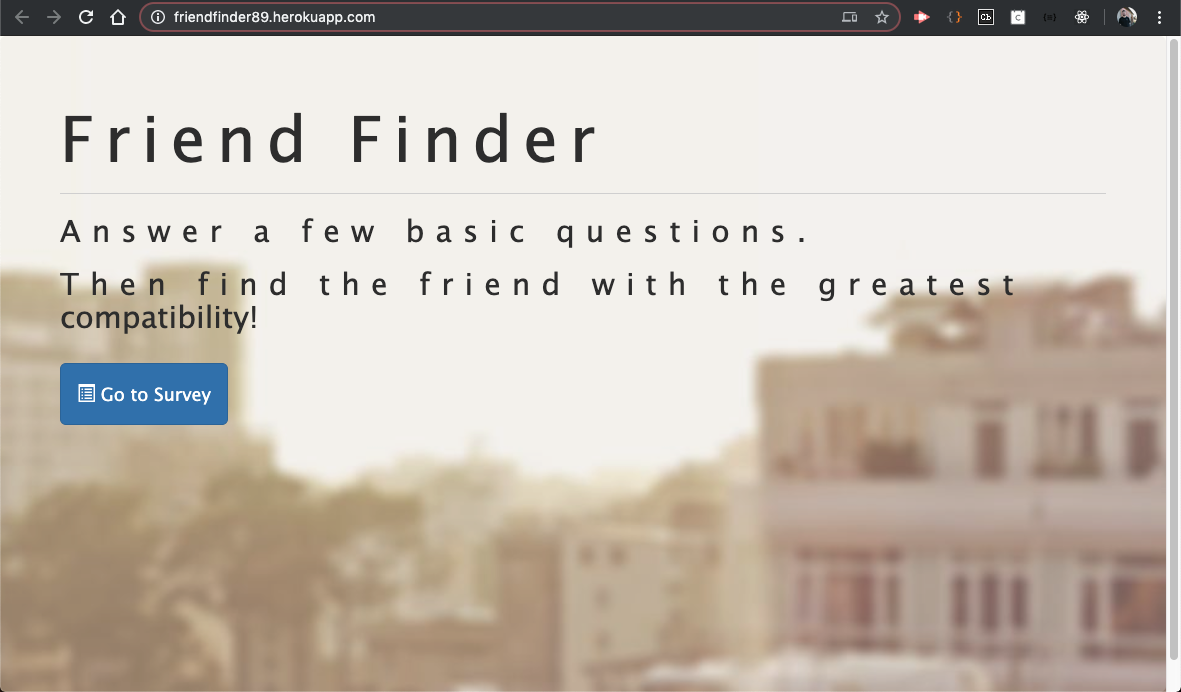 friendfinder89.herokuapp.com
Friend Finder
Answer a few basic questions.
Then find the friend with the greatest
compatibility!
Go to Survey